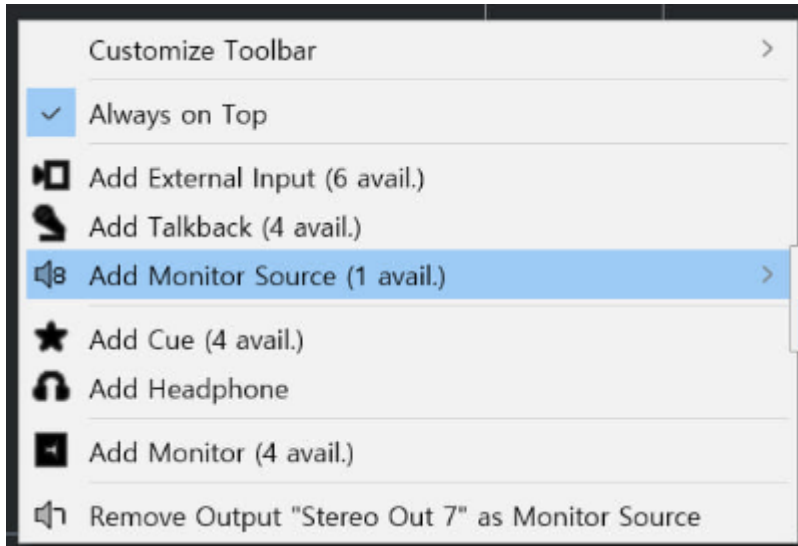 Customize Toolbar
Always on Top
Add External Input (6 avail.)
Add Talkback (4 avail.)
8 Add Monitor Source (1 avail.)
Add Cue (4 avail.)
Add Headphone
Add Monitor (4 avail.)
Remove Output "Stereo Out 7" as Monitor Source